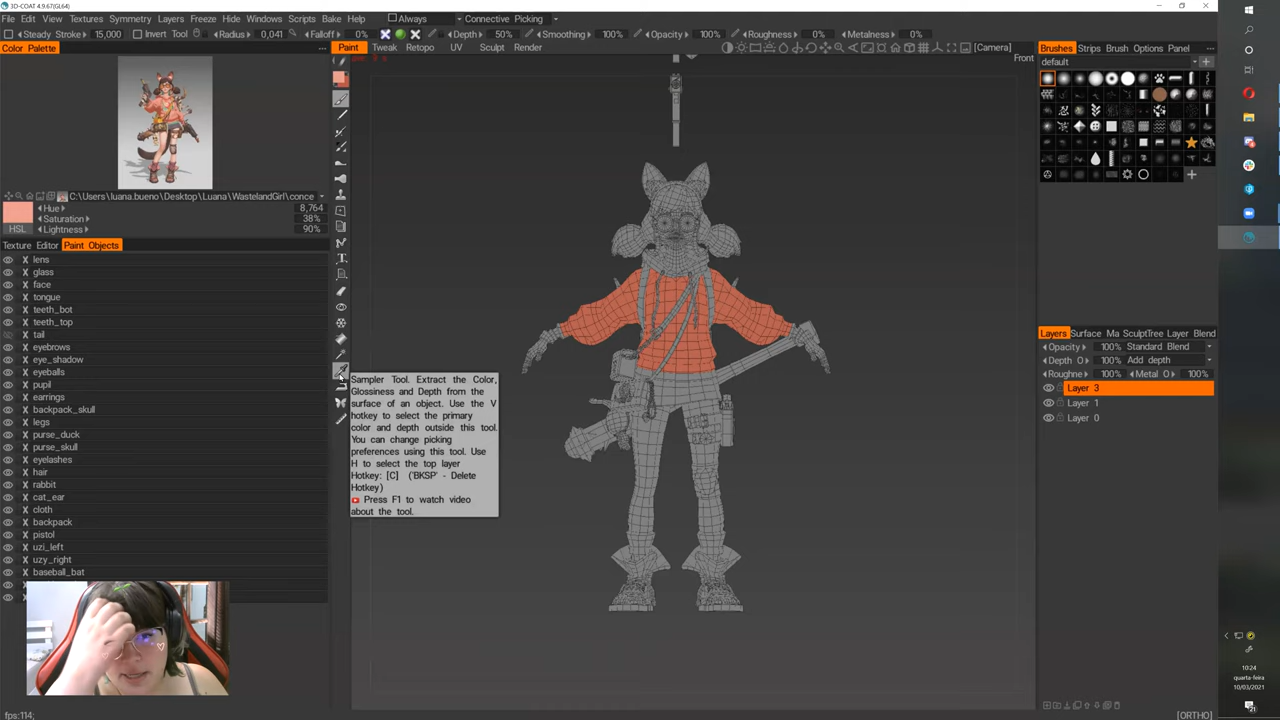 3D-COAT 4.9.67(GL64)
File Edit View Textures Symmetry Layers Freeze Hide Windows Scripts Bake Help Always Connective Picking
Steady Stroke 15,000 Invert Tool Radius 0,041 Falloff 0% Depth 50% Smoothing 100% Opacity 100% Roughness 0% Metalness 0%
Color Palette
Paint Tweak Retopo UV Sculpt Render
[Camera]
Front
Brushes Strips Brush Options Panel
default
C:\Users\luana.bueno\Desktop\Luana\WastelandGirl\conce
Hue 8,764
Saturation 38%
HSL Lightness 90%
Texture Editor Paint Objects
X lens
X glass
X face
X tongue
X teeth_bot
X teeth_top
X tail
X eyebrows
X eye_shadow
X eyeballs
X pupil
X earrings
X backpack_skull
X legs
X purse_duck
X purse_skull
X eyelashes
X hair
X rabbit
X cat_ear
X cloth
X backpack
X pistol
X uzi_left
X uzy_right
X baseball_bat
Sampler Tool. Extract the Color,
Glossiness and Depth from the
surface of an object. Use the V
hotkey to select the primary
color and depth outside this tool.
You can change picking
preferences using this tool. Use
H to select the top layer
Hotkey: [C] ('BKSP' - Delete
Hotkey)
Press F1 to watch video
about the tool.
Layers Surface Ma SculptTree Layer Blend
Opacity 100% Standard Blend
Depth O 100% Add depth
Roughne 100% Metal O 100%
Layer 3
Layer 1
Layer 0
fps:114;
[ORTHO]
10:24
quarta-feira
10/03/2021